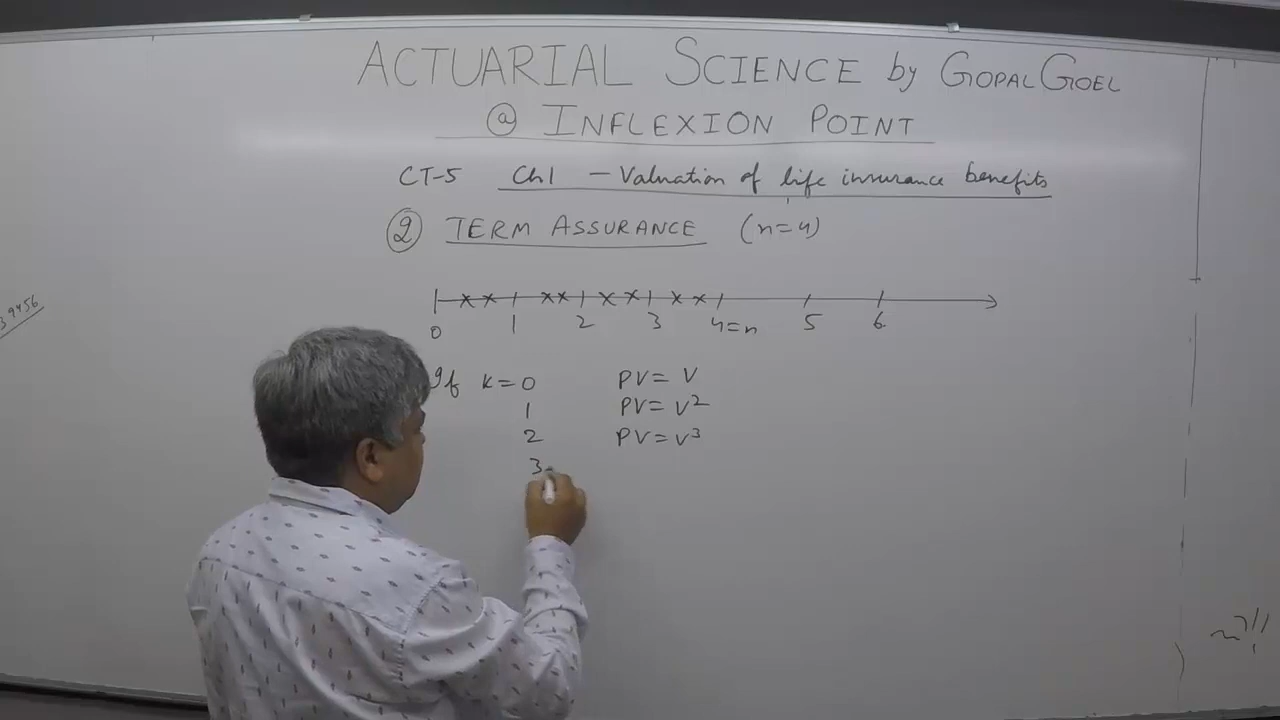 ACTUARIAL SCIENCE by GOPAL GOEL
@ INFLEXION POINT
CT-5 Ch1 - Valuation of life insurance benefits
2 TERM ASSURANCE (n=4)
0 1 2 3 4=n 5 6
If K=0 PV= V
1 PV= V²
2 PV= V³
3
39456